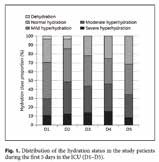 Dehydration
Normal hydration
Mild hyperhydration
Moderate hyperhydration
Severe hyperhydration
Hydration class proportion (%)
100
90
80
70
60
50
40
30
20
10
0
D1 D2 D3 D4 D5
Fig. 1. Distribution of the hydration status in the study patients
during the first 5 days in the ICU (D1–D5).